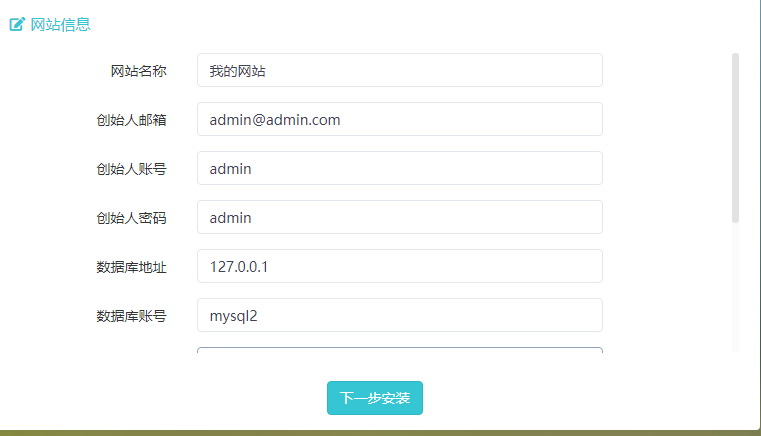 网站信息
网站名称 我的网站
创始人邮箱 admin@admin.com
创始人账号 admin
创始人密码 admin
数据库地址 127.0.0.1
数据库账号 mysql2
下一步安装